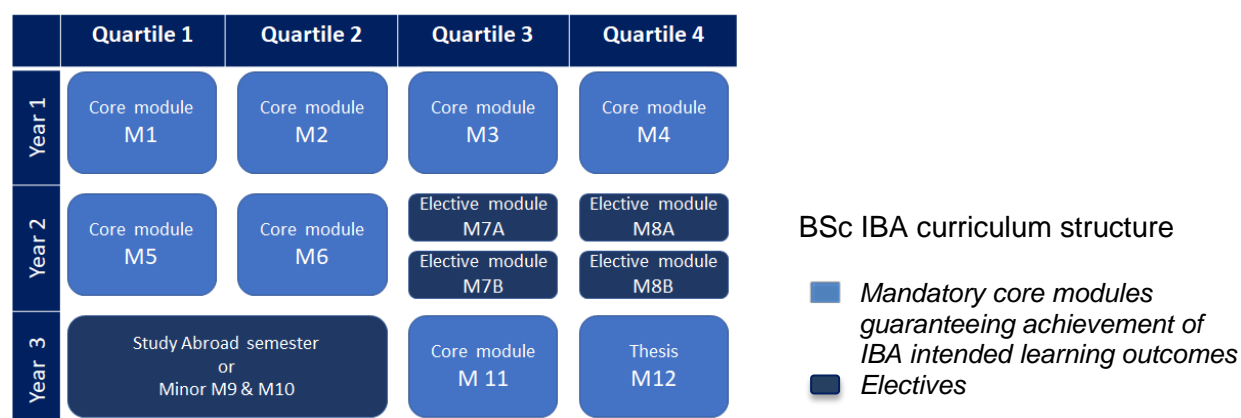 Quartile 1 Quartile 2 Quartile 3 Quartile 4
Year 1
Core module
M1
Core module
M2
Core module
M3
Core module
M4
Year 2
Core module
M5
Core module
M6
Elective module
M7A
Elective module
M8A
Elective module
M7B
Elective module
M8B
Year 3
Study Abroad semester
or
Minor M9 & M10
Core module
M 11
Thesis
M12
BSc IBA curriculum structure
Mandatory core modules
guaranteeing achievement of
IBA intended learning outcomes
Electives